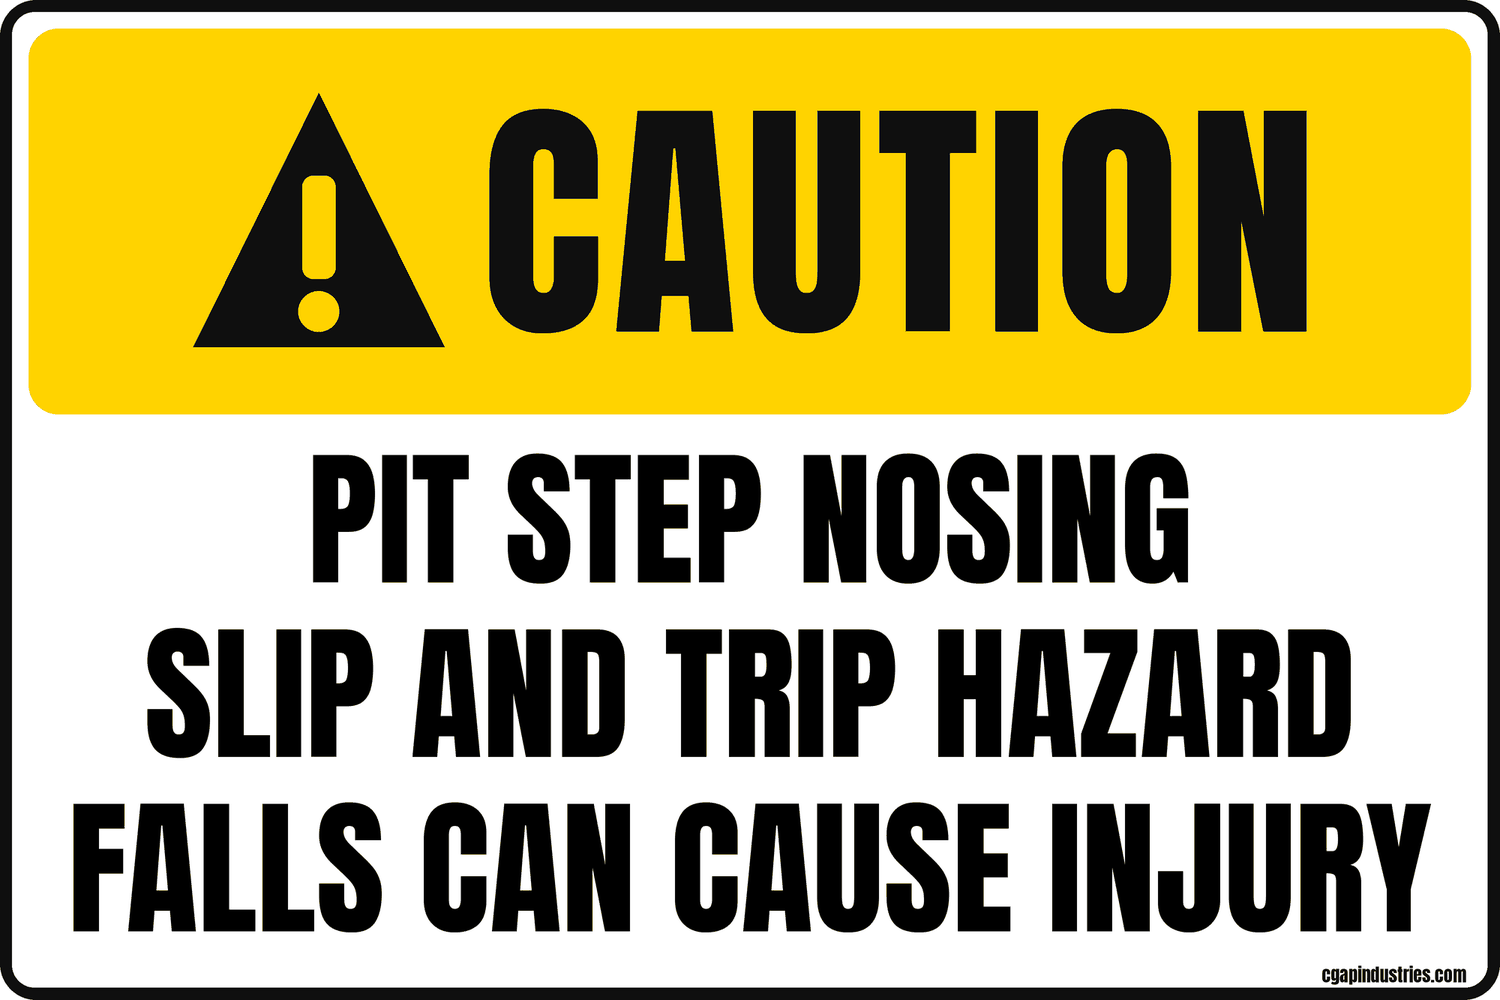 CAUTION
PIT STEP NOSING
SLIP AND TRIP HAZARD
FALLS CAN CAUSE INJURY
cgapindustries.com